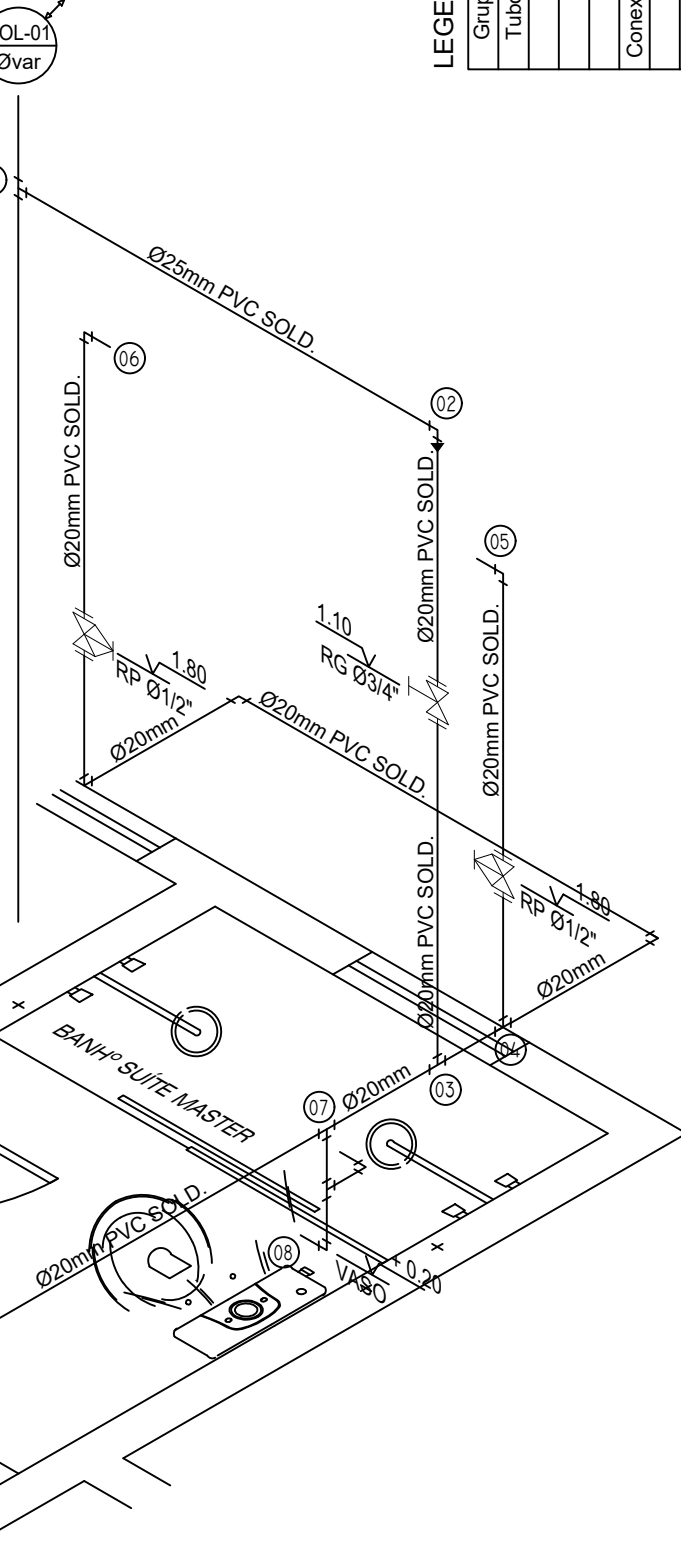 OL-01
Øvar
LEGE
Grup
Tubo
Conex
Ø25mm PVC SOLD.
06
02
Ø20mm PVC SOLD.
Ø20mm PVC SOLD.
05
1.10
RG Ø3/4"
1.80
RP Ø1/2"
Ø20mm PVC SOLD.
Ø20mm
Ø20mm PVC SOLD.
1.80
RP Ø1/2"
Ø20mm PVC SOLD.
Ø20mm
04
03
Ø20mm
07
BANHº SUÍTE MASTER
Ø20mm PVC SOLD.
08
VASO
+ 0.20